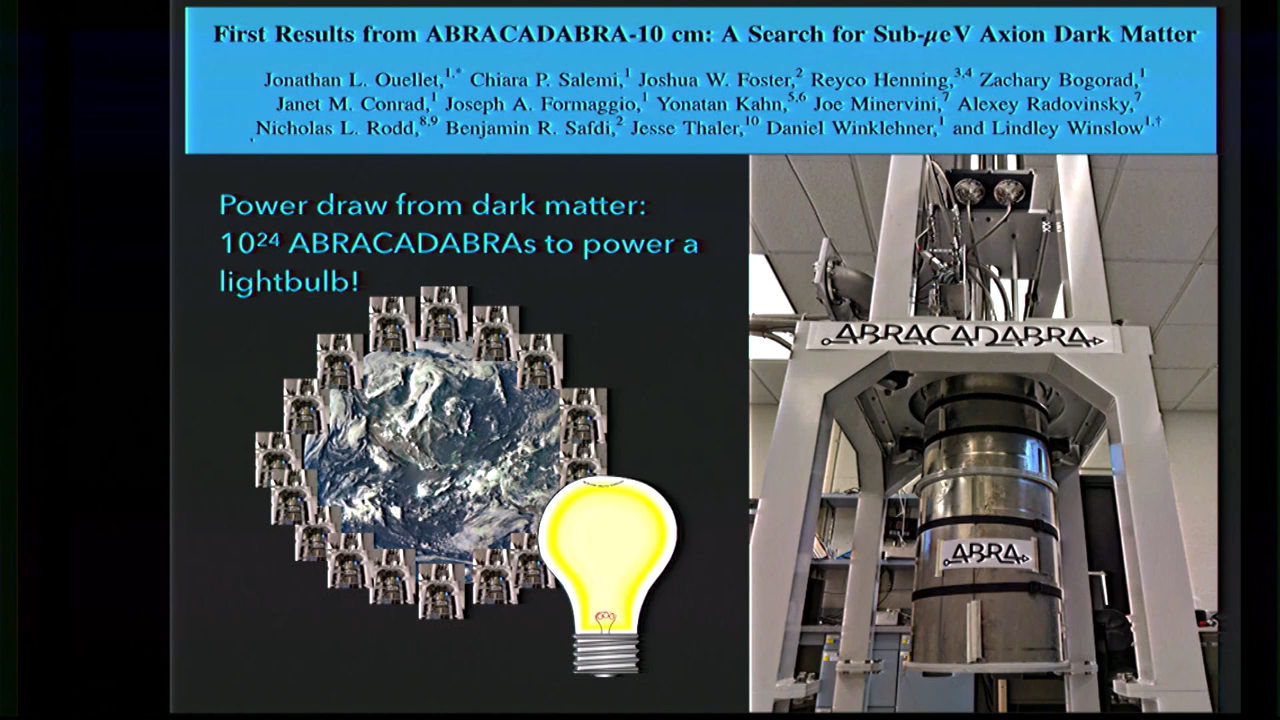 First Results from ABRACADABRA-10 cm: A Search for Sub-μeV Axion Dark Matter
Jonathan L. Ouellet,¹,* Chiara P. Salemi,¹ Joshua W. Foster,² Reyco Henning,³,⁴ Zachary Bogorad,¹
Janet M. Conrad,¹ Joseph A. Formaggio,¹ Yonatan Kahn,⁵,⁶ Joe Minervini,⁷ Alexey Radovinsky,⁷
Nicholas L. Rodd,⁸,⁹ Benjamin R. Safdi,² Jesse Thaler,¹⁰ Daniel Winklehner,¹ and Lindley Winslow¹,†
Power draw from dark matter:
10²⁴ ABRACADABRAs to power a
lightbulb!
ABRACADABRA
ABRA